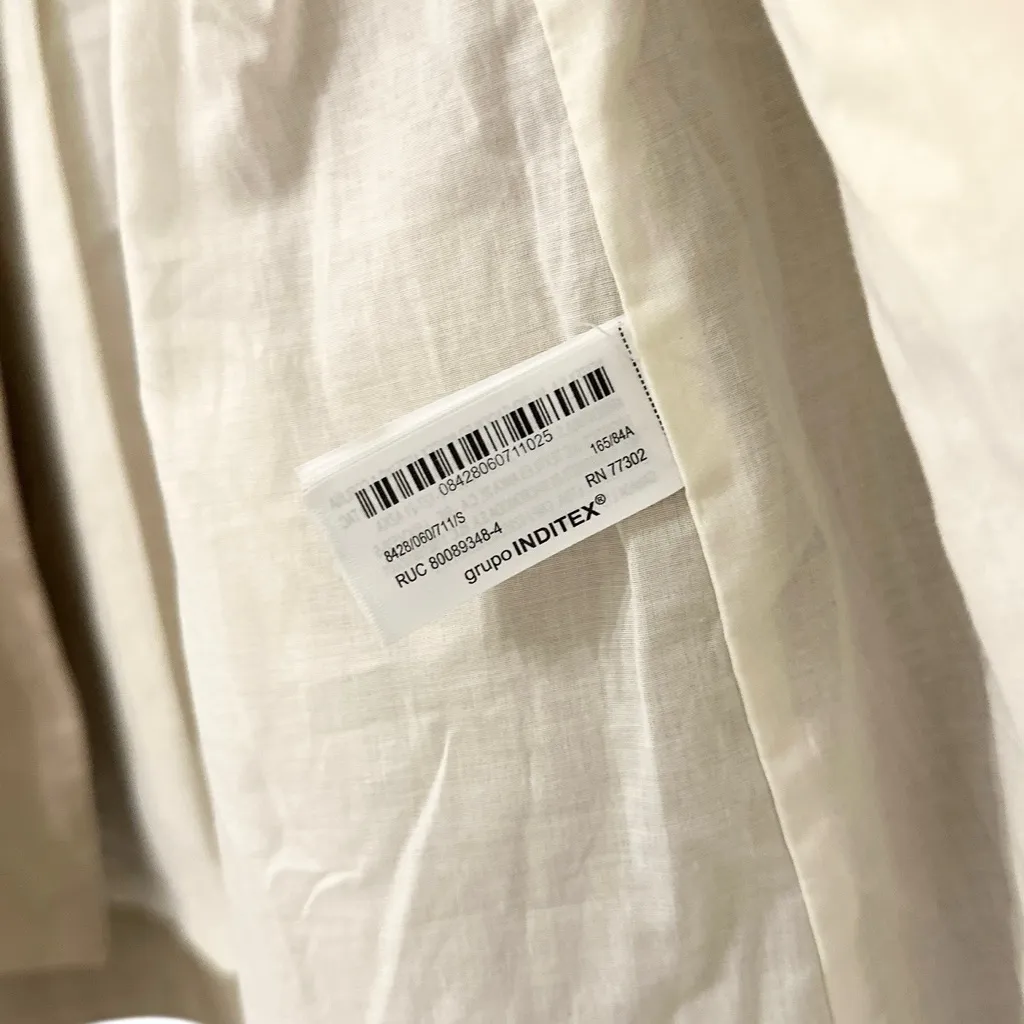 08428060711025
8428/060/711/S 165/84A
RUC 80089348-4 RN 77302
grupo INDITEX®